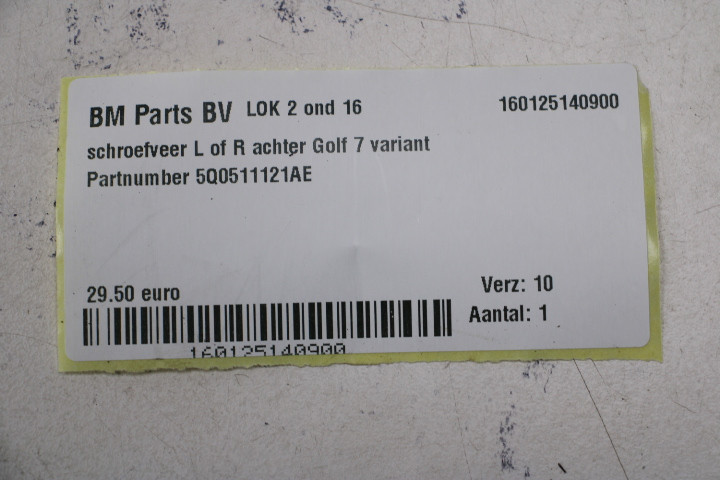 BM Parts BV LOK 2 ond 16 160125140900
schroefveer L of R achter Golf 7 variant
Partnumber 5Q0511121AE
29.50 euro Verz: 10
Aantal: 1
160125140900